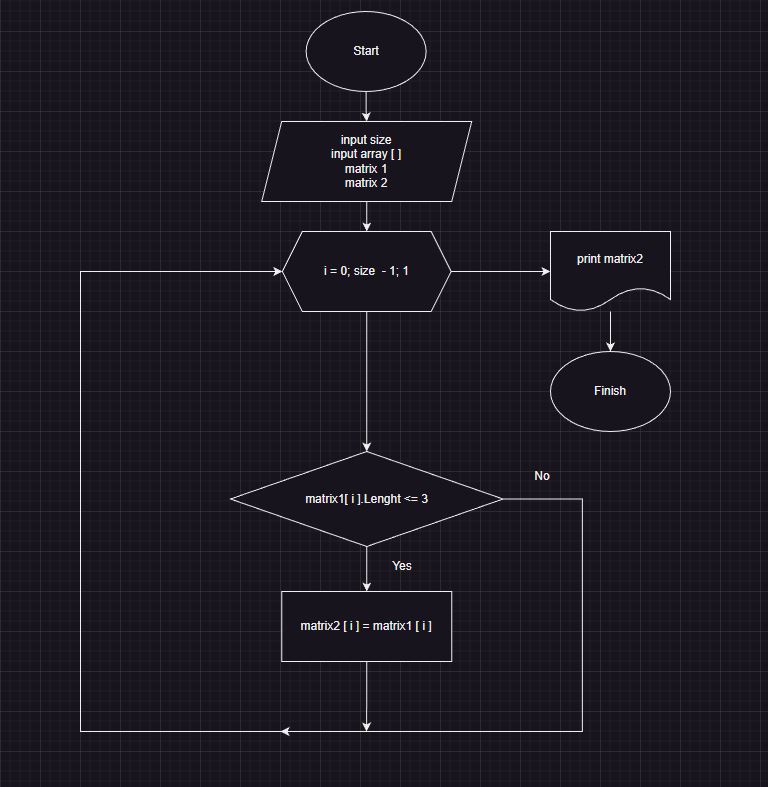 Start
input size
input array [ ]
matrix 1
matrix 2
i = 0; size - 1; 1
print matrix2
Finish
matrix1[ i ].Lenght <= 3
No
Yes
matrix2 [ i ] = matrix1 [ i ]